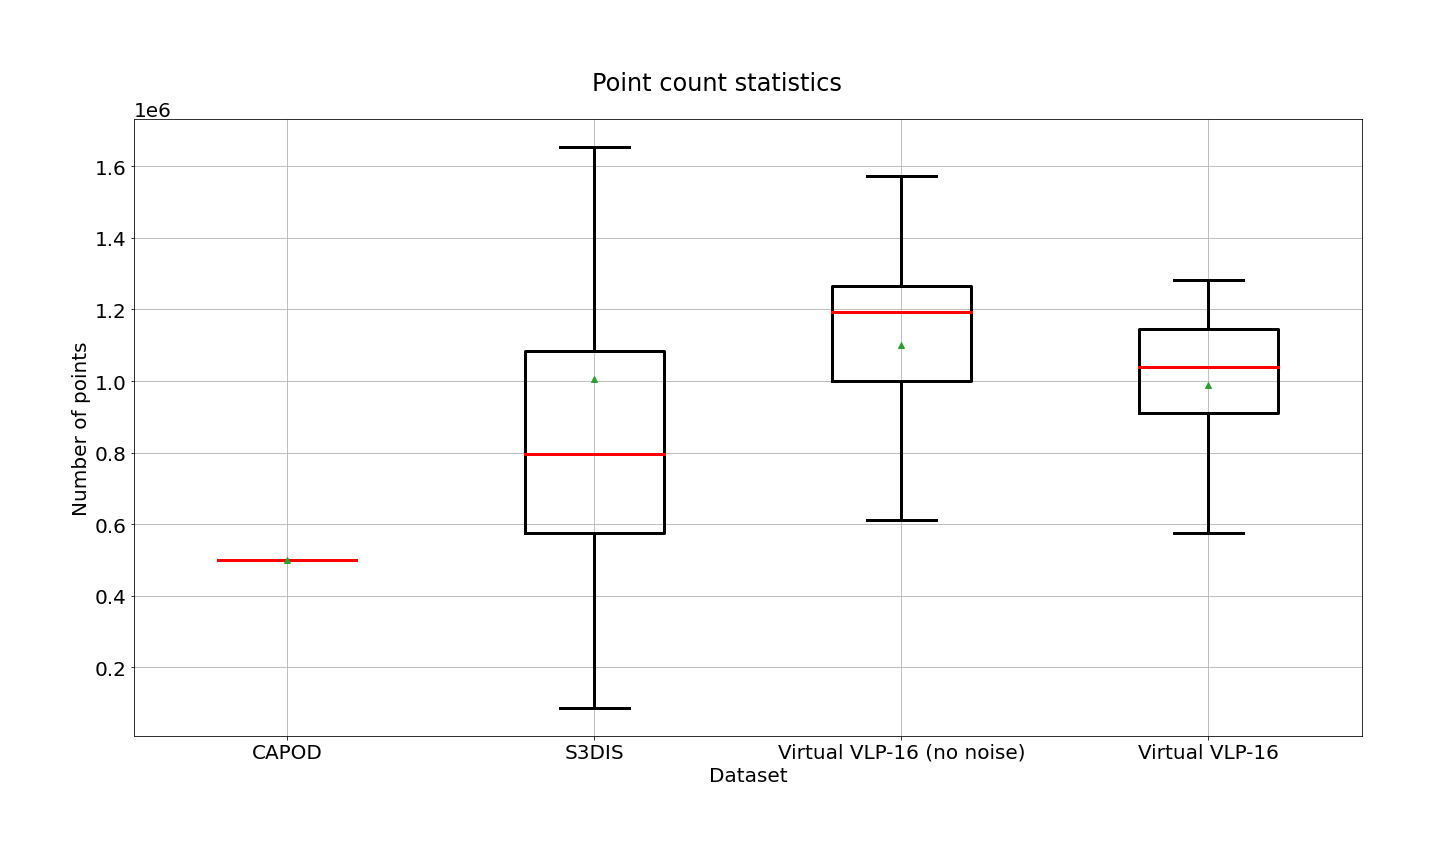 Point count statistics
1e6
1.6
1.4
1.2
1.0
0.8
0.6
0.4
0.2
Number of points
CAPOD S3DIS Virtual VLP-16 (no noise) Virtual VLP-16
Dataset